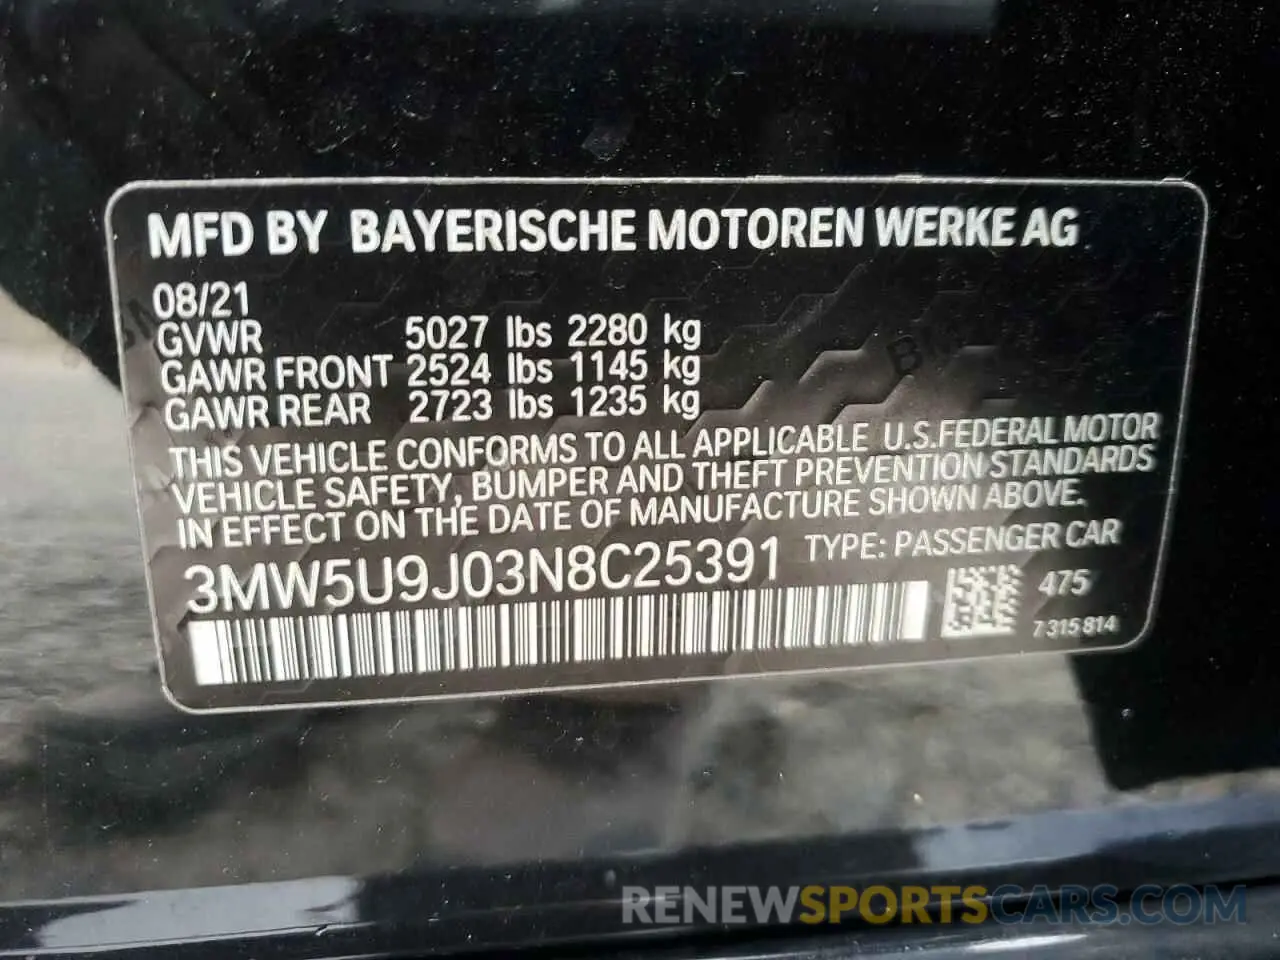 MFD BY BAYERISCHE MOTOREN WERKE AG
08/21
GVWR 5027 lbs 2280 kg
GAWR FRONT 2524 lbs 1145 kg
GAWR REAR 2723 lbs 1235 kg
THIS VEHICLE CONFORMS TO ALL APPLICABLE U.S.FEDERAL MOTOR
VEHICLE SAFETY, BUMPER AND THEFT PREVENTION STANDARDS
IN EFFECT ON THE DATE OF MANUFACTURE SHOWN ABOVE.
3MW5U9J03N8C25391 TYPE: PASSENGER CAR
475
7 315 814
RENEWSPORTSCARS.COM